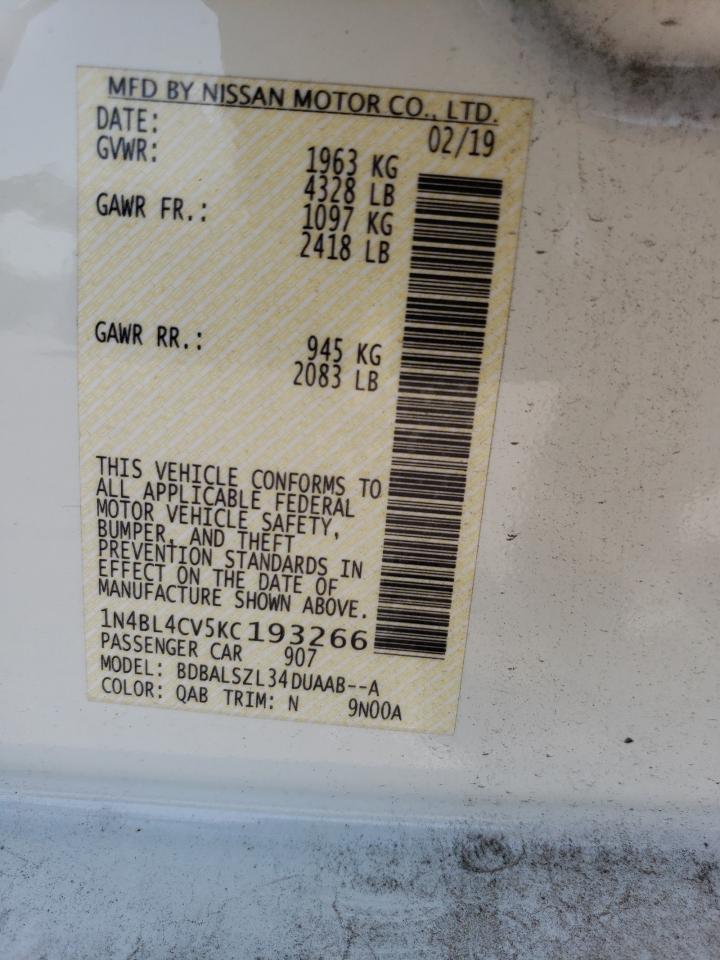 MFD BY NISSAN MOTOR CO., LTD.
DATE: 02/19
GVWR: 1963 KG
4328 LB
GAWR FR.: 1097 KG
2418 LB
GAWR RR.: 945 KG
2083 LB
THIS VEHICLE CONFORMS TO
ALL APPLICABLE FEDERAL
MOTOR VEHICLE SAFETY,
BUMPER, AND THEFT
PREVENTION STANDARDS IN
EFFECT ON THE DATE OF
MANUFACTURE SHOWN ABOVE.
1N4BL4CV5KC193266
PASSENGER CAR 907
MODEL: BDBALSZL34DUAAB--A
COLOR: QAB TRIM: N 9N00A